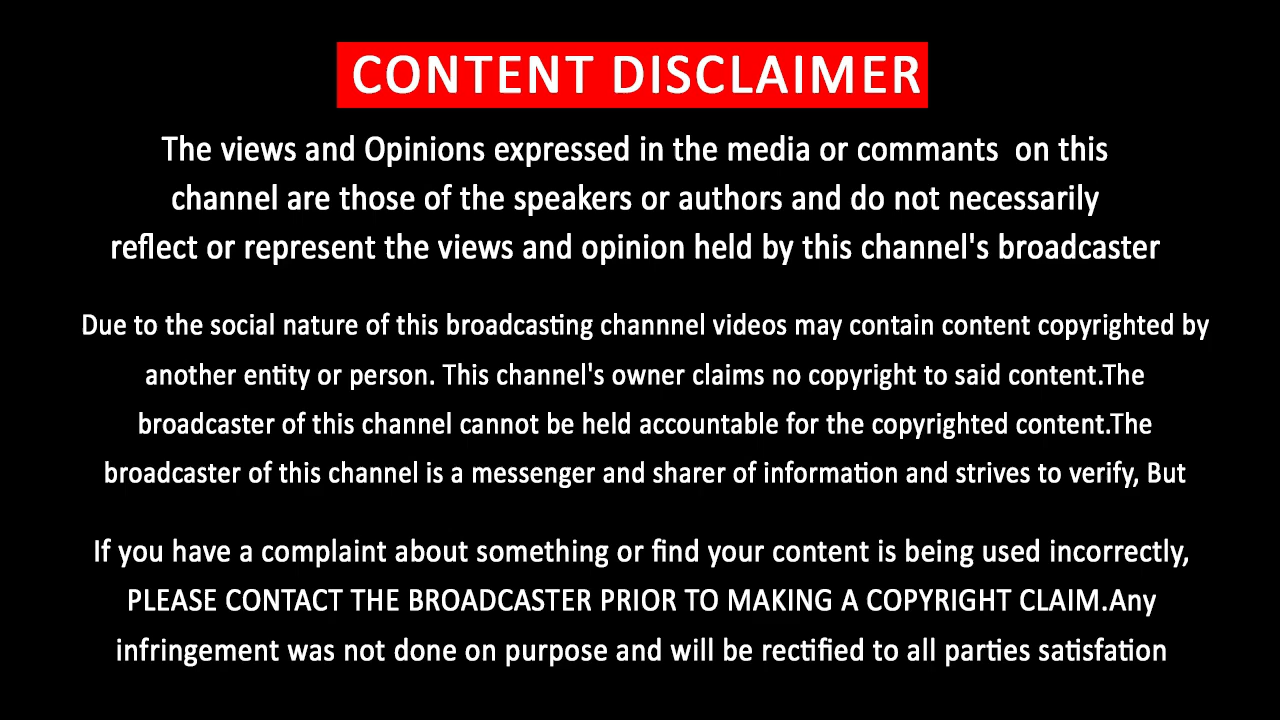 CONTENT DISCLAIMER
The views and Opinions expressed in the media or commants  on this
channel are those of the speakers or authors and do not necessarily
reflect or represent the views and opinion held by this channel's broadcaster
Due to the social nature of this broadcasting channnel videos may contain content copyrighted by
another entity or person. This channel's owner claims no copyright to said content.The
broadcaster of this channel cannot be held accountable for the copyrighted content.The
broadcaster of this channel is a messenger and sharer of information and strives to verify, But
If you have a complaint about something or find your content is being used incorrectly,
PLEASE CONTACT THE BROADCASTER PRIOR TO MAKING A COPYRIGHT CLAIM.Any
infringement was not done on purpose and will be rectified to all parties satisfation